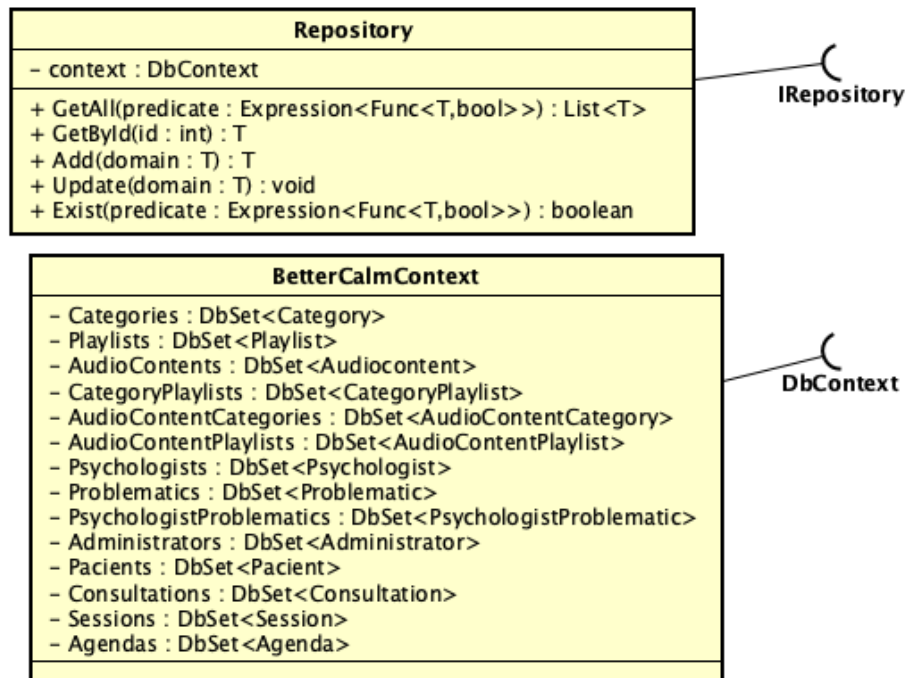 Repository
- context : DbContext
+ GetAll(predicate : Expression<Func<T,bool>>) : List<T>
+ GetById(id : int) : T
+ Add(domain : T) : T
+ Update(domain : T) : void
+ Exist(predicate : Expression<Func<T,bool>>) : boolean
IRepository
BetterCalmContext
- Categories : DbSet<Category>
- Playlists : DbSet<Playlist>
- AudioContents : DbSet<Audiocontent>
- CategoryPlaylists : DbSet<CategoryPlaylist>
- AudioContentCategories : DbSet<AudioContentCategory>
- AudioContentPlaylists : DbSet<AudioContentPlaylist>
- Psychologists : DbSet<Psychologist>
- Problematics : DbSet<Problematic>
- PsychologistProblematics : DbSet<PsychologistProblematic>
- Administrators : DbSet<Administrator>
- Pacients : DbSet<Pacient>
- Consultations : DbSet<Consultation>
- Sessions : DbSet<Session>
- Agendas : DbSet<Agenda>
DbContext